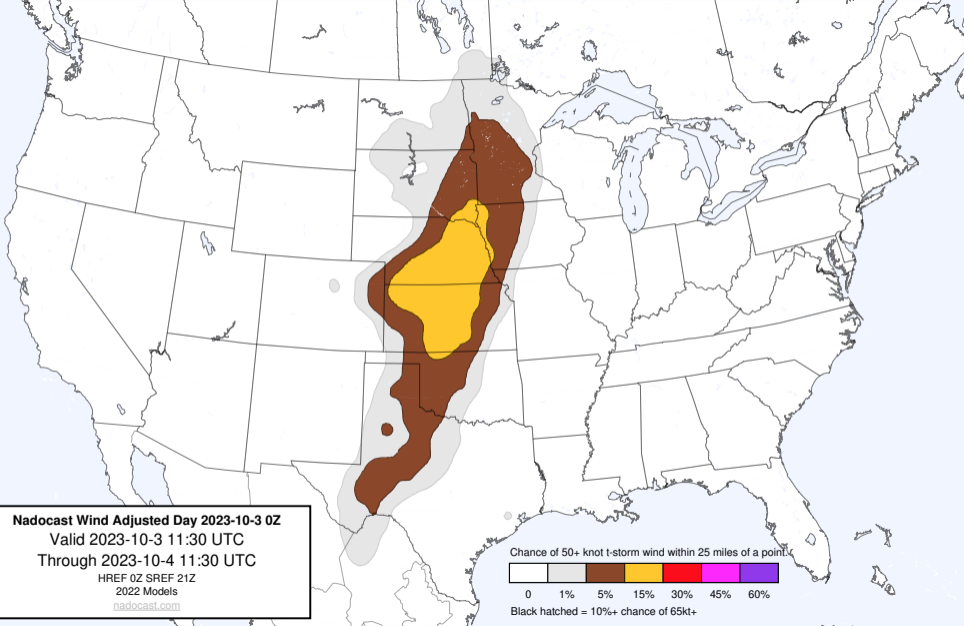 Nadocast Wind Adjusted Day 2023-10-3 0Z
Valid 2023-10-3 11:30 UTC
Through 2023-10-4 11:30 UTC
HREF 0Z SREF 21Z
2022 Models
nadocast.com
Chance of 50+ knot t-storm wind within 25 miles of a point.
0 1% 5% 15% 30% 45% 60%
Black hatched = 10%+ chance of 65kt+